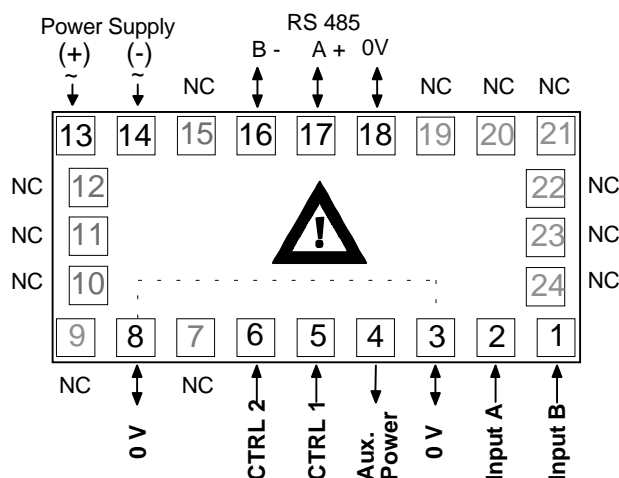 Power Supply
RS 485
(+) (-) B - A + 0V
~ ~ NC NC NC NC
13 14 15 16 17 18 19 20 21
NC 12 22 NC
NC 11 ! 23 NC
NC 10 24 NC
9 8 7 6 5 4 3 2 1
NC NC
0 V
CTRL 2
CTRL 1
Aux.
Power
0 V
Input A
Input B